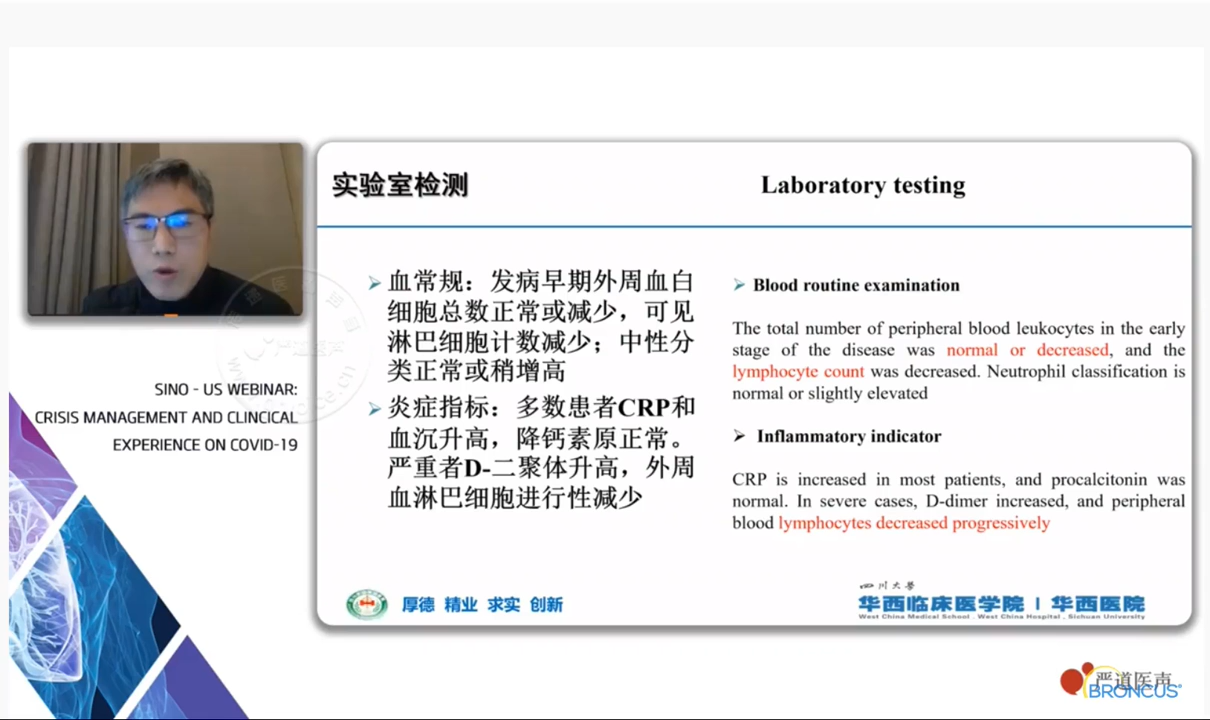 实验室检测
Laboratory testing
血常规：发病早期外周血白
细胞总数正常或减少，可见
淋巴细胞计数减少；中性分
类正常或稍增高
炎症指标：多数患者CRP和
血沉升高，降钙素原正常。
严重者D-二聚体升高，外周
血淋巴细胞进行性减少
Blood routine examination
The total number of peripheral blood leukocytes in the early
stage of the disease was normal or decreased, and the
lymphocyte count was decreased. Neutrophil classification is
normal or slightly elevated
Inflammatory indicator
CRP is increased in most patients, and procalcitonin was
normal. In severe cases, D-dimer increased, and peripheral
blood lymphocytes decreased progressively
厚德 精业 求实 创新
四川大学
华西临床医学院 | 华西医院
West China Medical School . West China Hospital . Sichuan University
SINO - US WEBINAR:
CRISIS MANAGEMENT AND CLINCICAL
EXPERIENCE ON COVID-19
严道医声
严道医声
BRONCUS